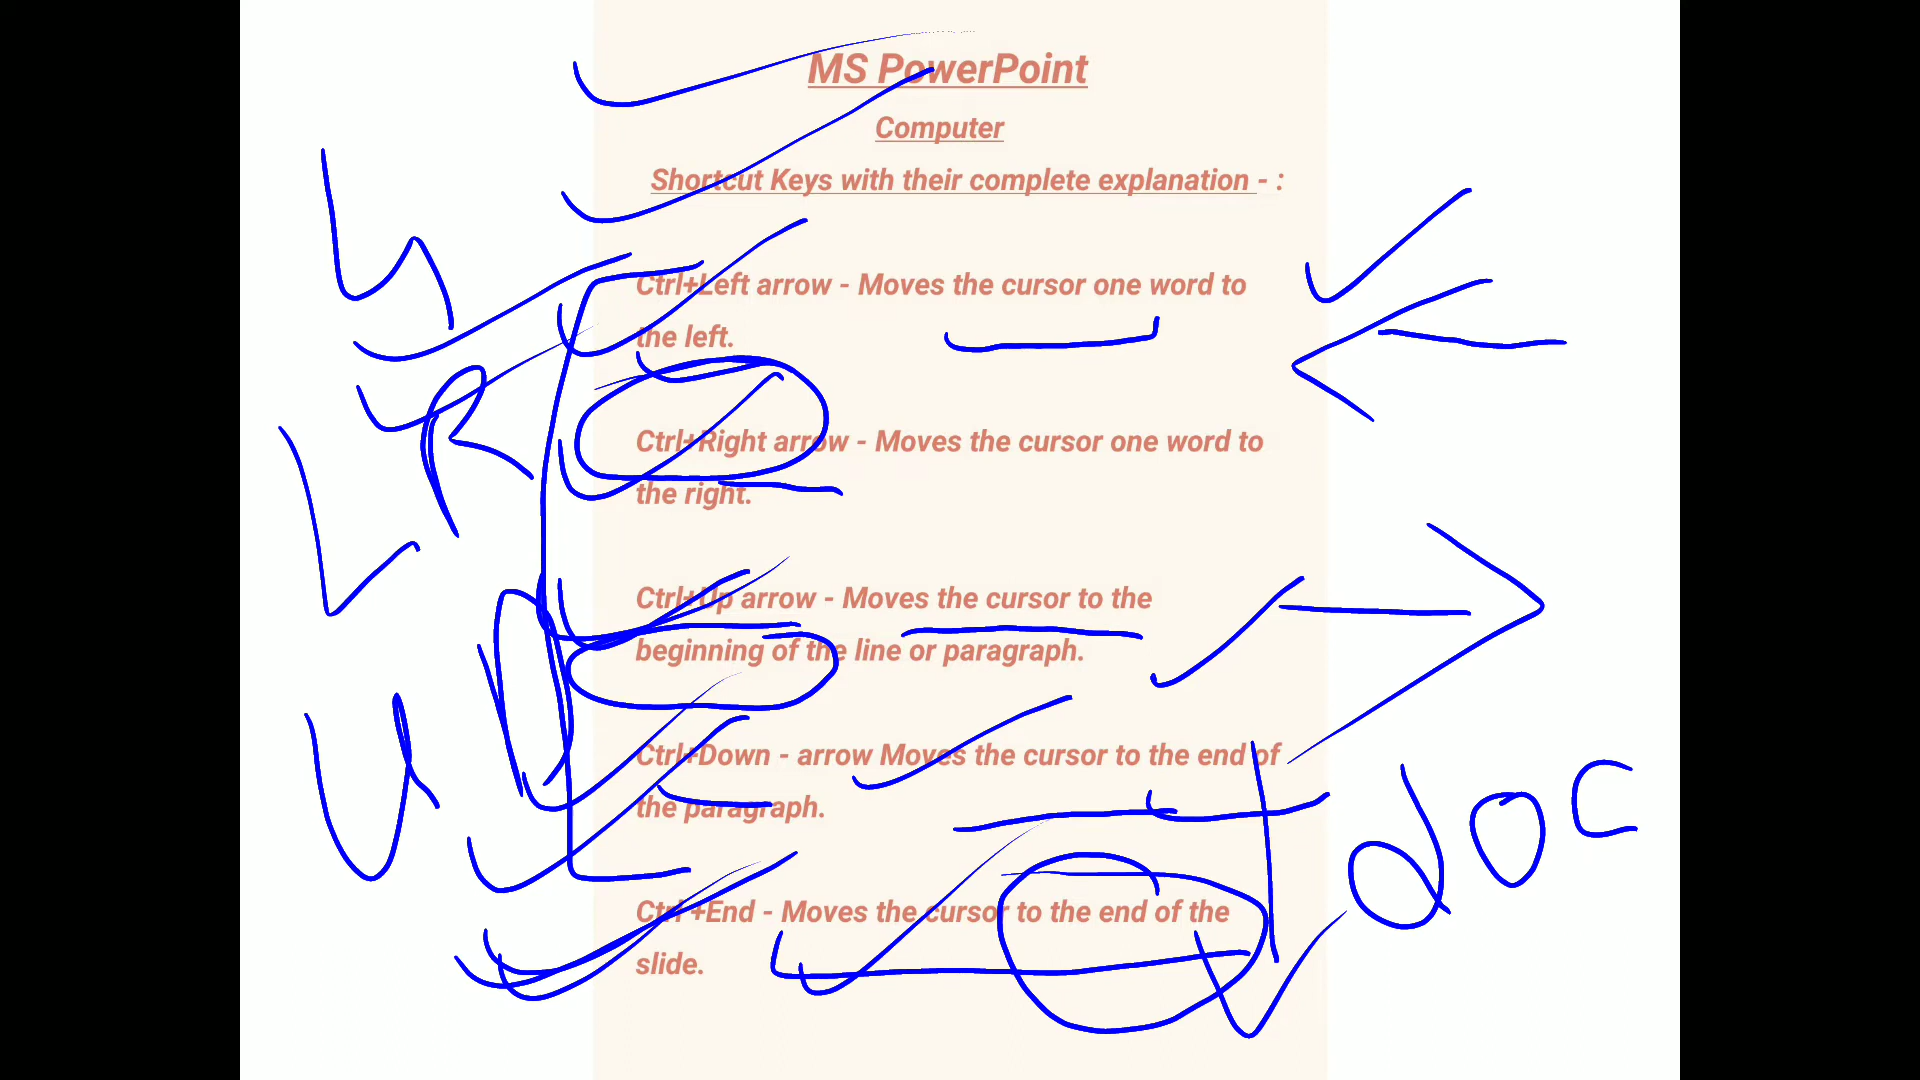 MS PowerPoint
Computer
Shortcut Keys with their complete explanation - :
Ctrl+Left arrow - Moves the cursor one word to
the left.
Ctrl+Right arrow - Moves the cursor one word to
the right.
Ctrl+Up arrow - Moves the cursor to the
beginning of the line or paragraph.
Ctrl+Down - arrow Moves the cursor to the end of
the paragraph.
Ctrl +End - Moves the cursor to the end of the
slide.
L R
U D
doc